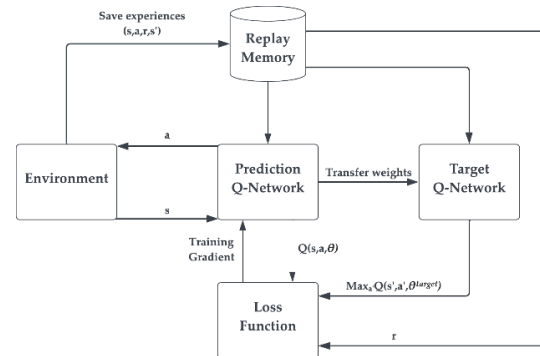 Save experiences
(s,a,r,s')
Replay
Memory
a
Environment
Prediction
Q-Network
Transfer weights
Target
Q-Network
s
Training
Gradient
Q(s,a,θ)
Maxₐ'Q(s',a',θᵗᵃʳᵍᵉᵗ)
Loss
Function
r